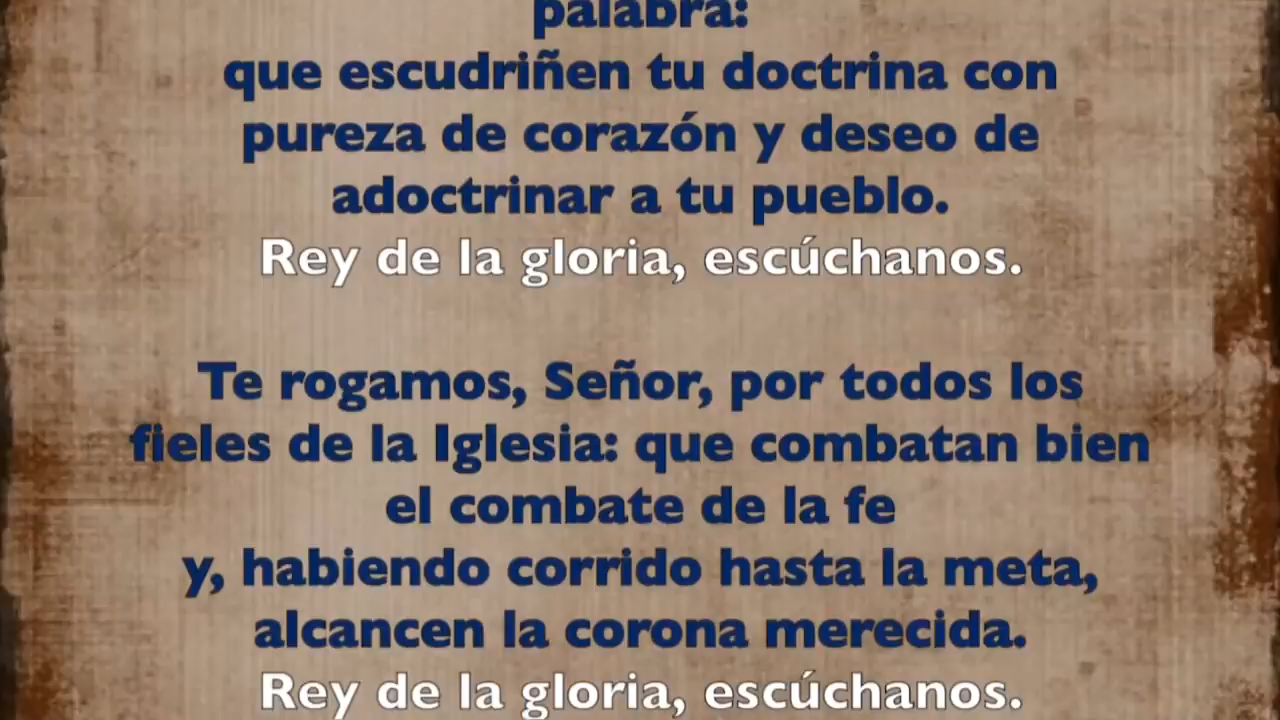 palabra:
que escudriñen tu doctrina con
pureza de corazón y deseo de
adoctrinar a tu pueblo.
Rey de la gloria, escúchanos.
Te rogamos, Señor, por todos los
fieles de la Iglesia: que combatan bien
el combate de la fe
y, habiendo corrido hasta la meta,
alcancen la corona merecida.
Rey de la gloria, escúchanos.